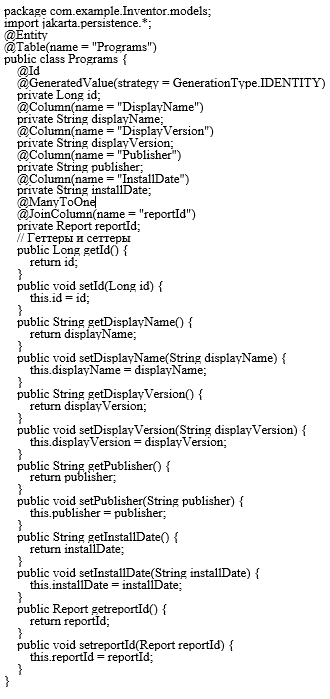 package com.example.Inventor.models;
import jakarta.persistence.*;
@Entity
@Table(name = "Programs")
public class Programs {
@Id
@GeneratedValue(strategy = GenerationType.IDENTITY)
private Long id;
@Column(name = "DisplayName")
private String displayName;
@Column(name = "DisplayVersion")
private String displayVersion;
@Column(name = "Publisher")
private String publisher;
@Column(name = "InstallDate")
private String installDate;
@ManyToOne
@JoinColumn(name = "reportId")
private Report reportId;
// Геттеры и сеттеры
public Long getId() {
return id;
}
public void setId(Long id) {
this.id = id;
}
public String getDisplayName() {
return displayName;
}
public void setDisplayName(String displayName) {
this.displayName = displayName;
}
public String getDisplayVersion() {
return displayVersion;
}
public void setDisplayVersion(String displayVersion) {
this.displayVersion = displayVersion;
}
public String getPublisher() {
return publisher;
}
public void setPublisher(String publisher) {
this.publisher = publisher;
}
public String getInstallDate() {
return installDate;
}
public void setInstallDate(String installDate) {
this.installDate = installDate;
}
public Report getreportId() {
return reportId;
}
public void setreportId(Report reportId) {
this.reportId = reportId;
}
}